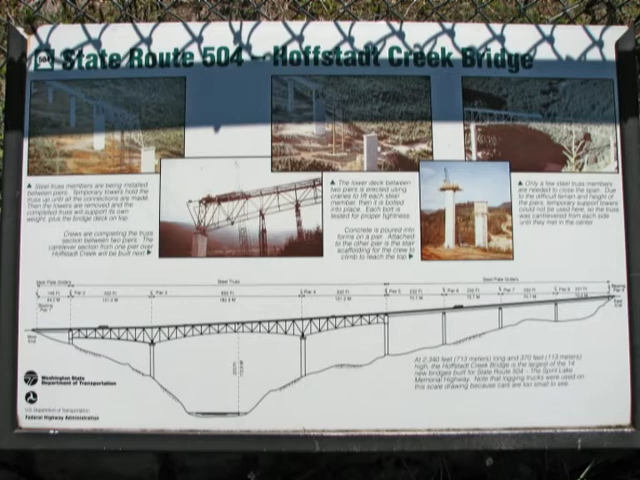 504 State Route 504 -- Hoffstadt Creek Bridge
▲ Steel truss members are being installed
between piers. Temporary towers hold the
truss up until all the connections are made.
Then the towers are removed and the
completed truss will support its own
weight, plus the bridge deck on top.
Crews are completing the truss
section between two piers. The
cantilever section from one pier over
Hoffstadt Creek will be built next ▶
▲ The lower deck between
two piers is erected using
cranes to lift each steel
member, then it is bolted
into place. Each bolt is
tested for proper tightness.
Concrete is poured into
forms on a pier. Attached
to the other pier is the stair
scaffolding for the crew to
climb to reach the top ▶
▲ Only a few steel truss members
are needed to close the span. Due
to the difficult terrain and height of
the piers, temporary support towers
could not be used here, so the truss
was cantilevered from each side
until they met in the center.
Steel Plate Girders
Steel Truss
Steel Plate Girders
Pier 2
Pier 3
Pier 4
Pier 5
Pier 6
Pier 7
Pier 8
At 2,340 feet (713 meters) long and 370 feet (113 meters)
high, the Hoffstadt Creek Bridge is the largest of the 14
new bridges built for State Route 504 - The Spirit Lake
Memorial Highway. Note that logging trucks were used on
this scale drawing because cars are too small to see.
Washington State
Department of Transportation
U.S. Department of Transportation
Federal Highway Administration